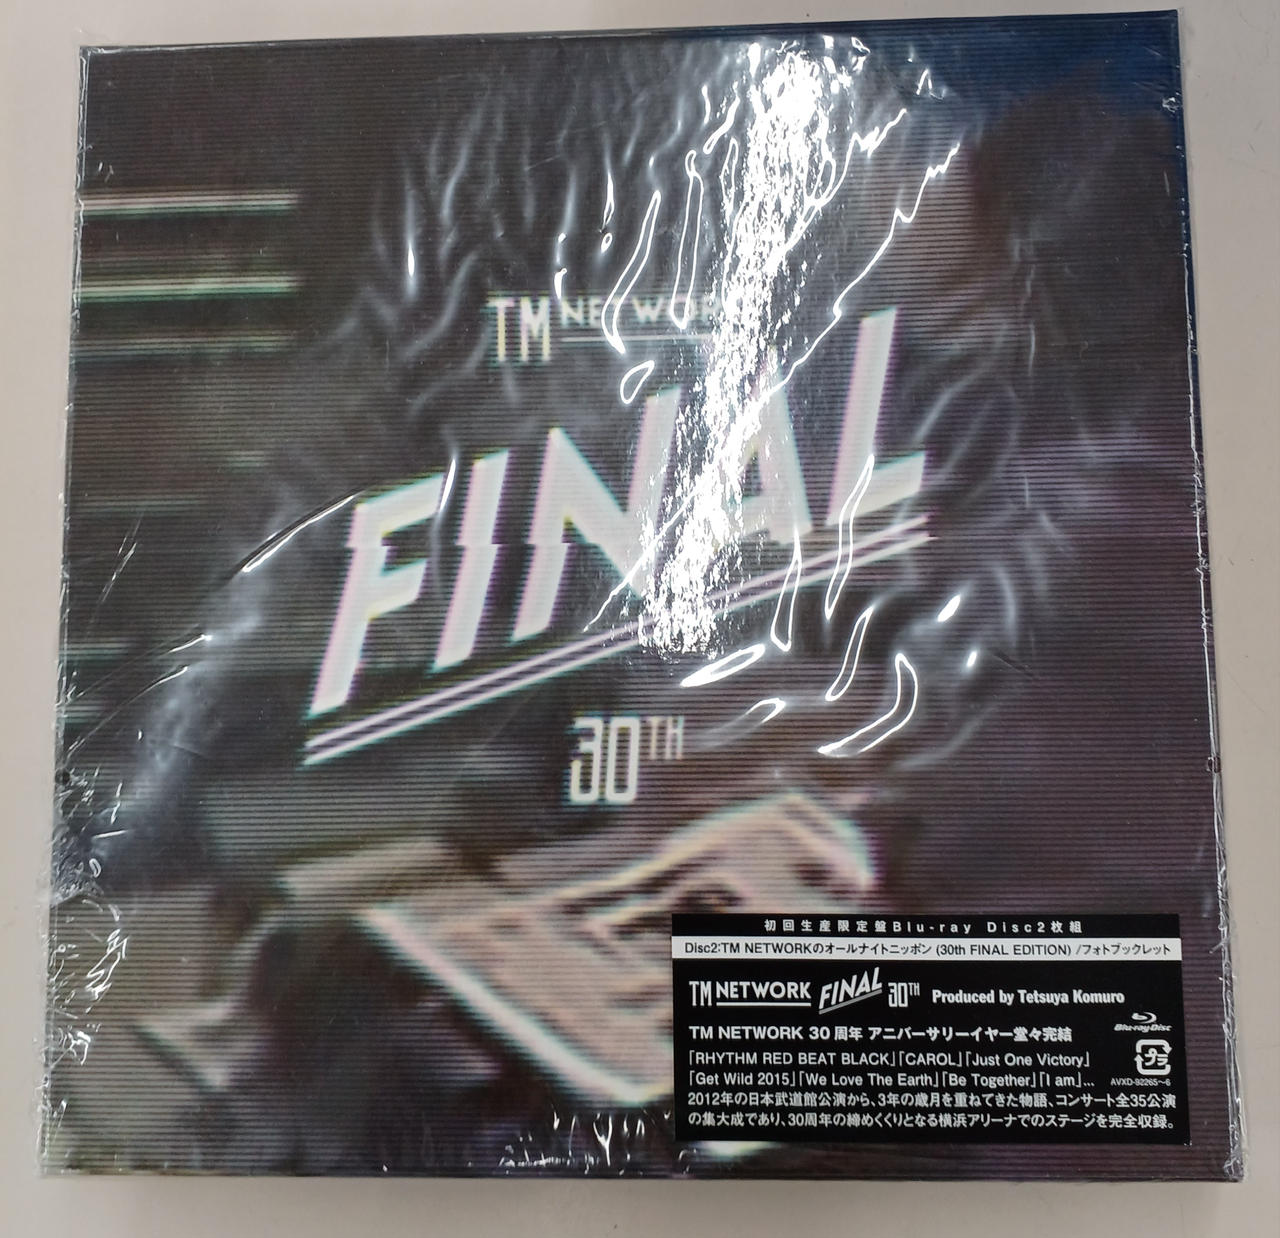 TM NETWORK
FINAL
30TH
初回生産限定盤Blu-ray Disc2枚組
Disc2:TM NETWORKのオールナイトニッポン (30th FINAL EDITION) /フォトブックレット
TM NETWORK FINAL 30TH Produced by Tetsuya Komuro
TM NETWORK 30周年 アニバーサリーイヤー堂々完結
Blu-ray Disc
「RHYTHM RED BEAT BLACK」「CAROL」「Just One Victory」
プラ
「Get Wild 2015」「We Love The Earth」「Be Together」「I am」...
AVXD-92265~6
2012年の日本武道館公演から、3年の歳月を重ねてきた物語、コンサート全35公演
の集大成であり、30周年の締めくくりとなる横浜アリーナでのステージを完全収録。